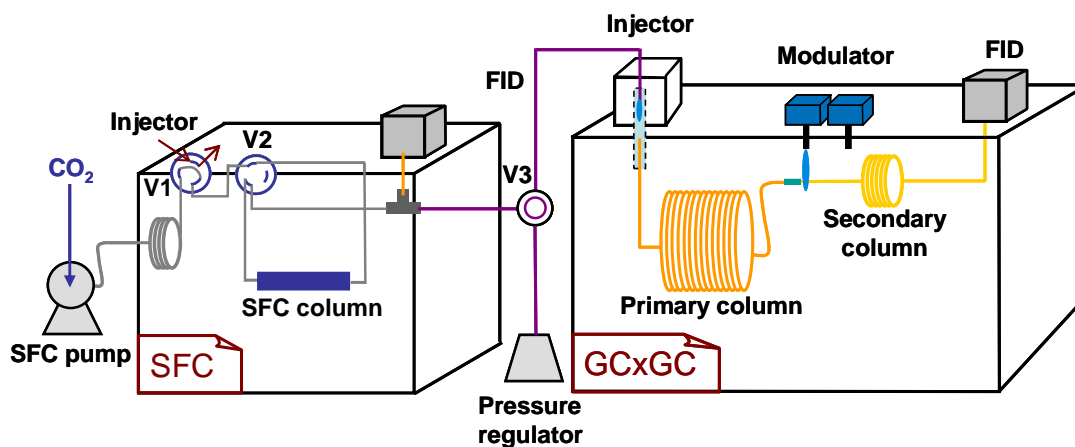 Injector
Modulator
FID
FID
Injector
V2
CO₂
V1
V3
Secondary
column
SFC column
Primary column
SFC pump
SFC
GCxGC
Pressure
regulator